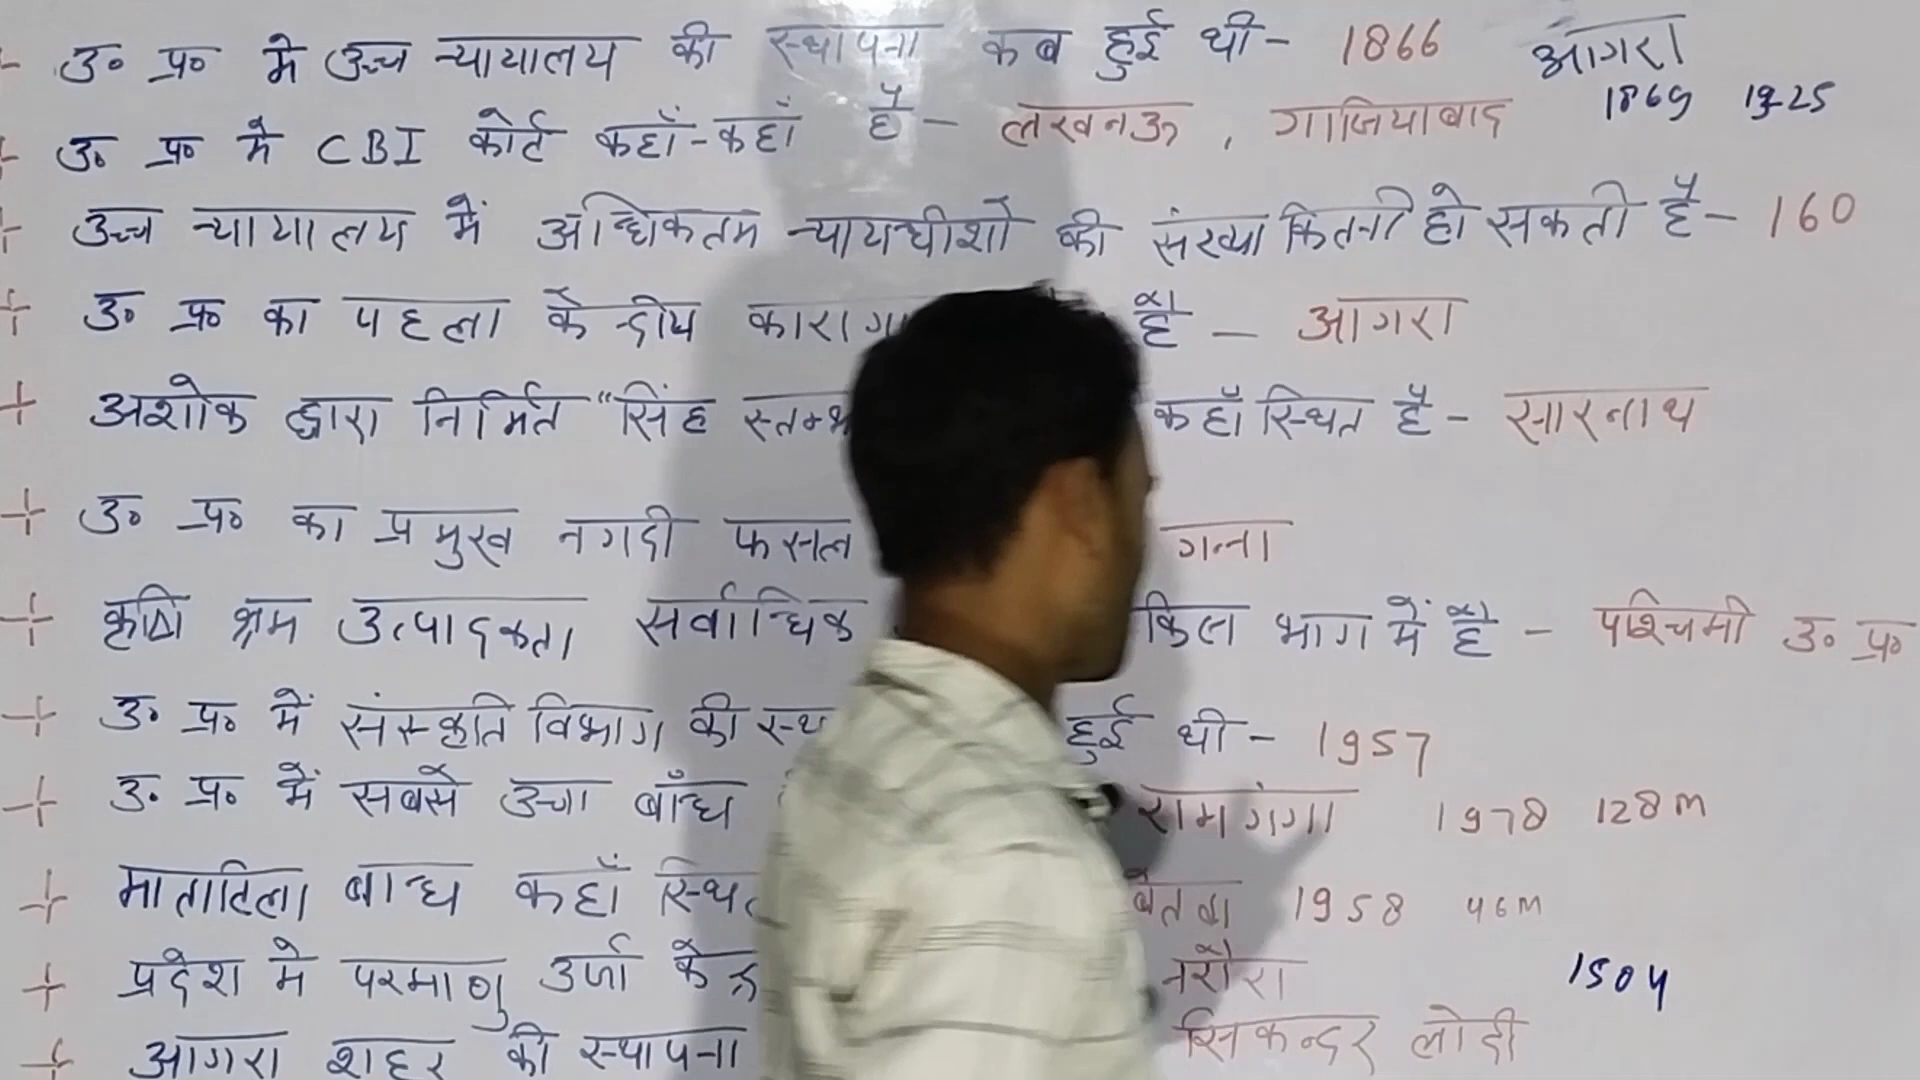 उ० प्र० मे उच्च न्यायालय की स्थापना कब हुई थी - 1866 आगरा
1869 1925
उ० प्र० मे CBI कोर्ट कहाँ-कहाँ है - लखनऊ , गाजियाबाद
उच्च न्यायालय में अधिकतम न्यायधीशो की संख्या कितनी हो सकती है - 160
उ० प्र० का पहला केन्दीय कारागा है - आगरा
अशोक द्वारा निर्मित "सिंह स्तम्भ कहाँ स्थित है - सारनाथ
उ० प्र० का प्रमुख नगदी फसल गन्ना
कृषि श्रम उत्पादकता सर्वाधिक किस भाग में है - पश्चिमी उ० प्र०
उ० प्र० में संस्कृति विभाग की स्थ हुई थी - 1957
उ० प्र० में सबसे उचा बाँध रामगंगा 1978 128m
माताटिला बान्ध कहाँ स्थित बेतवा 1958 46m
प्रदेश मे परमाणु उर्जा केन्द्र नरौरा 1504
आगरा शहर की स्थापना सिकन्दर लोदी